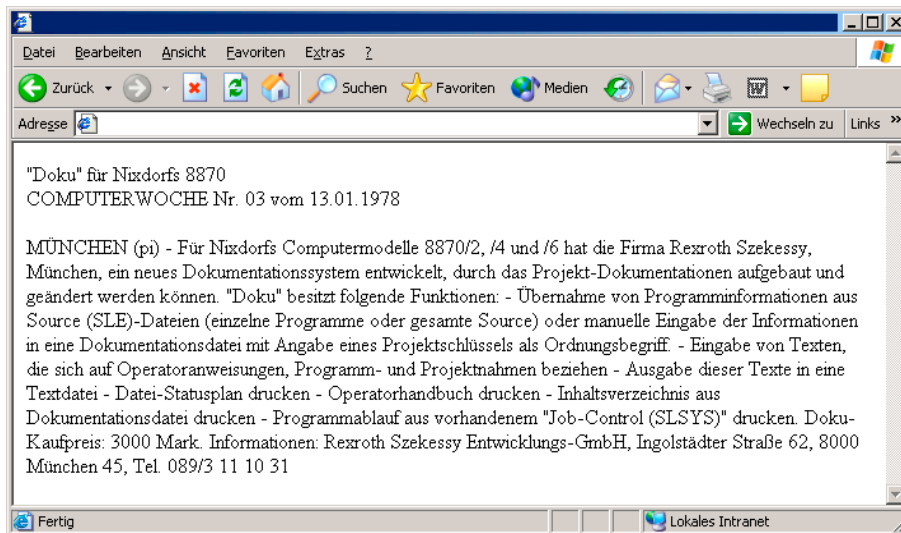 Datei Bearbeiten Ansicht Favoriten Extras ?
Zurück Suchen Favoriten Medien
Adresse Wechseln zu Links »
"Doku" für Nixdorfs 8870
COMPUTERWOCHE Nr. 03 vom 13.01.1978
MÜNCHEN (pi) - Für Nixdorfs Computermodelle 8870/2, /4 und /6 hat die Firma Rexroth Szekessy,
München, ein neues Dokumentationssystem entwickelt, durch das Projekt-Dokumentationen aufgebaut und
geändert werden können. "Doku" besitzt folgende Funktionen: - Übernahme von Programminformationen aus
Source (SLE)-Dateien (einzelne Programme oder gesamte Source) oder manuelle Eingabe der Informationen
in eine Dokumentationsdatei mit Angabe eines Projektschlüssels als Ordnungsbegriff. - Eingabe von Texten,
die sich auf Operatoranweisungen, Programm- und Projektnahmen beziehen - Ausgabe dieser Texte in eine
Textdatei - Datei-Statusplan drucken - Operatorhandbuch drucken - Inhaltsverzeichnis aus
Dokumentationsdatei drucken - Programmablauf aus vorhandenem "Job-Control (SLSYS)" drucken. Doku-
Kaufpreis: 3000 Mark. Informationen: Rexroth Szekessy Entwicklungs-GmbH, Ingolstädter Straße 62, 8000
München 45, Tel. 089/3 11 10 31
Fertig Lokales Intranet